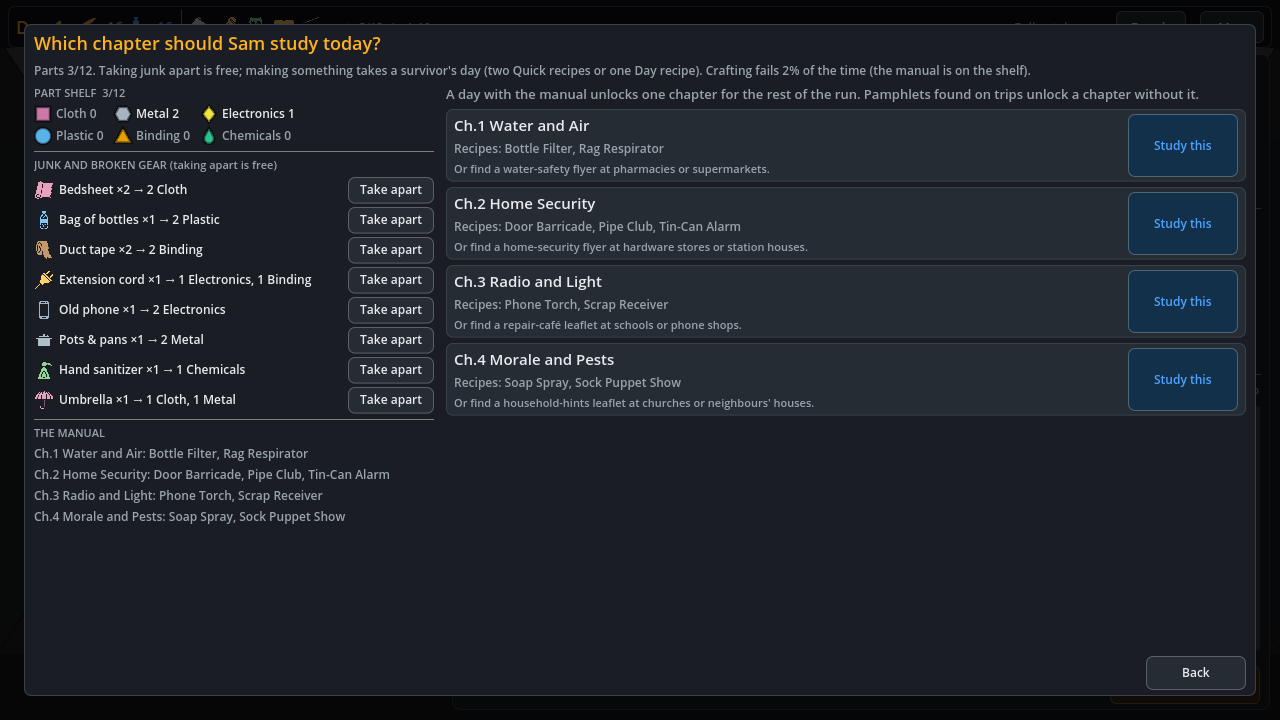 Which chapter should Sam study today?
Parts 3/12. Taking junk apart is free; making something takes a survivor's day (two Quick recipes or one Day recipe). Crafting fails 2% of the time (the manual is on the shelf).
PART SHELF 3/12
Cloth 0 Metal 2 Electronics 1
Plastic 0 Binding 0 Chemicals 0
JUNK AND BROKEN GEAR (taking apart is free)
Bedsheet ×2 → 2 Cloth Take apart
Bag of bottles ×1 → 2 Plastic Take apart
Duct tape ×2 → 2 Binding Take apart
Extension cord ×1 → 1 Electronics, 1 Binding Take apart
Old phone ×1 → 2 Electronics Take apart
Pots & pans ×1 → 2 Metal Take apart
Hand sanitizer ×1 → 1 Chemicals Take apart
Umbrella ×1 → 1 Cloth, 1 Metal Take apart
THE MANUAL
Ch.1 Water and Air: Bottle Filter, Rag Respirator
Ch.2 Home Security: Door Barricade, Pipe Club, Tin-Can Alarm
Ch.3 Radio and Light: Phone Torch, Scrap Receiver
Ch.4 Morale and Pests: Soap Spray, Sock Puppet Show
A day with the manual unlocks one chapter for the rest of the run. Pamphlets found on trips unlock a chapter without it.
Ch.1 Water and Air
Recipes: Bottle Filter, Rag Respirator
Or find a water-safety flyer at pharmacies or supermarkets.
Study this
Ch.2 Home Security
Recipes: Door Barricade, Pipe Club, Tin-Can Alarm
Or find a home-security flyer at hardware stores or station houses.
Study this
Ch.3 Radio and Light
Recipes: Phone Torch, Scrap Receiver
Or find a repair-café leaflet at schools or phone shops.
Study this
Ch.4 Morale and Pests
Recipes: Soap Spray, Sock Puppet Show
Or find a household-hints leaflet at churches or neighbours' houses.
Study this
Back